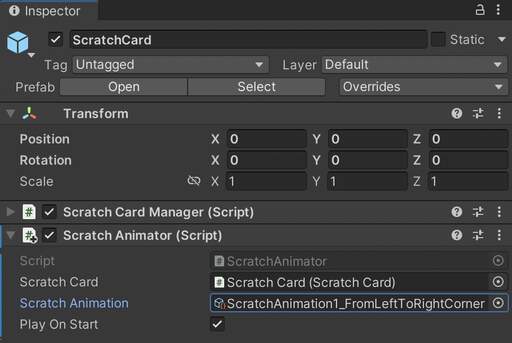 Inspector
ScratchCard Static
Tag Untagged Layer Default
Prefab Open Select Overrides
Transform
Position X 0 Y 0 Z 0
Rotation X 0 Y 0 Z 0
Scale X 1 Y 1 Z 1
Scratch Card Manager (Script)
Scratch Animator (Script)
Script ScratchAnimator
Scratch Card Scratch Card (Scratch Card)
Scratch Animation ScratchAnimation1_FromLeftToRightCorner
Play On Start